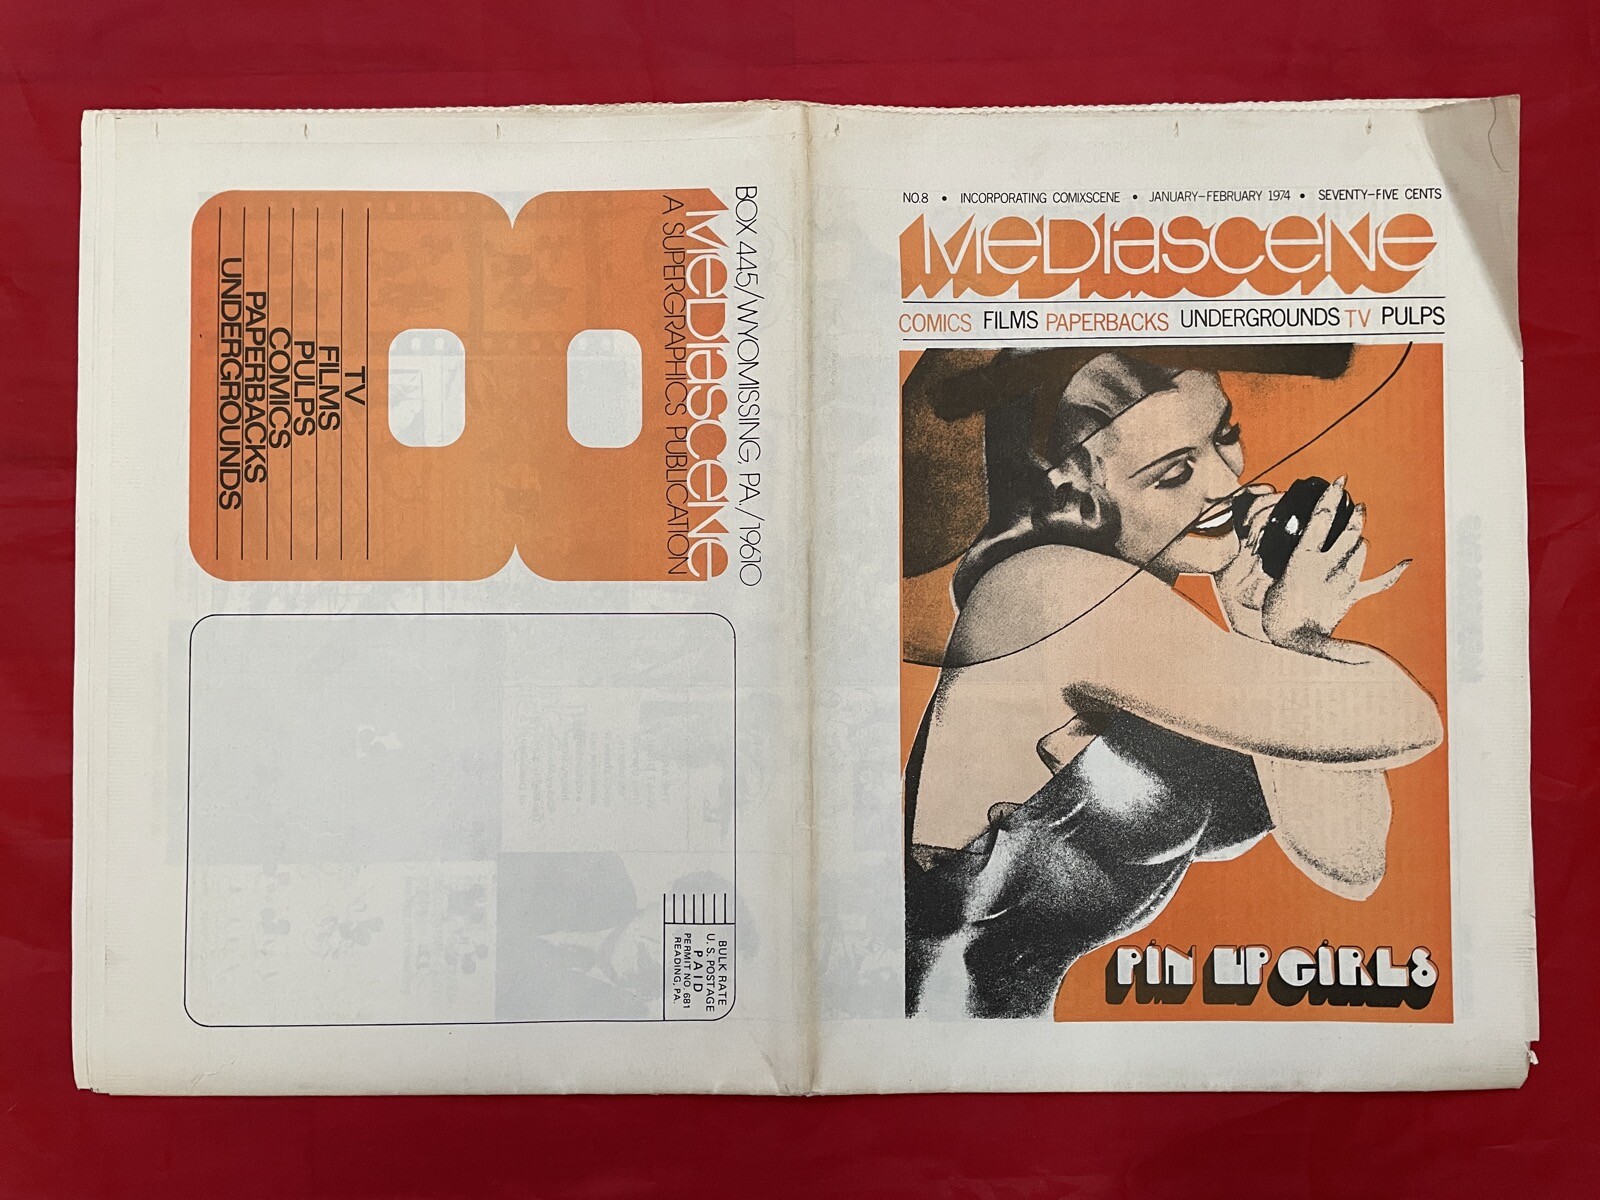 BOX 445/WYOMISSING, PA./19610
MEDIASCENE
A SUPERGRAPHICS PUBLICATION
8
TV
FILMS
PULPS
COMICS
PAPERBACKS
UNDERGROUNDS
BULK RATE
U.S. POSTAGE
PAID
PERMIT NO. 681
READING, PA.
NO.8 • INCORPORATING COMIXSCENE • JANUARY–FEBRUARY 1974 • SEVENTY-FIVE CENTS
MEDIASCENE
COMICS FILMS PAPERBACKS UNDERGROUNDS TV PULPS
PIN UP GIRLS